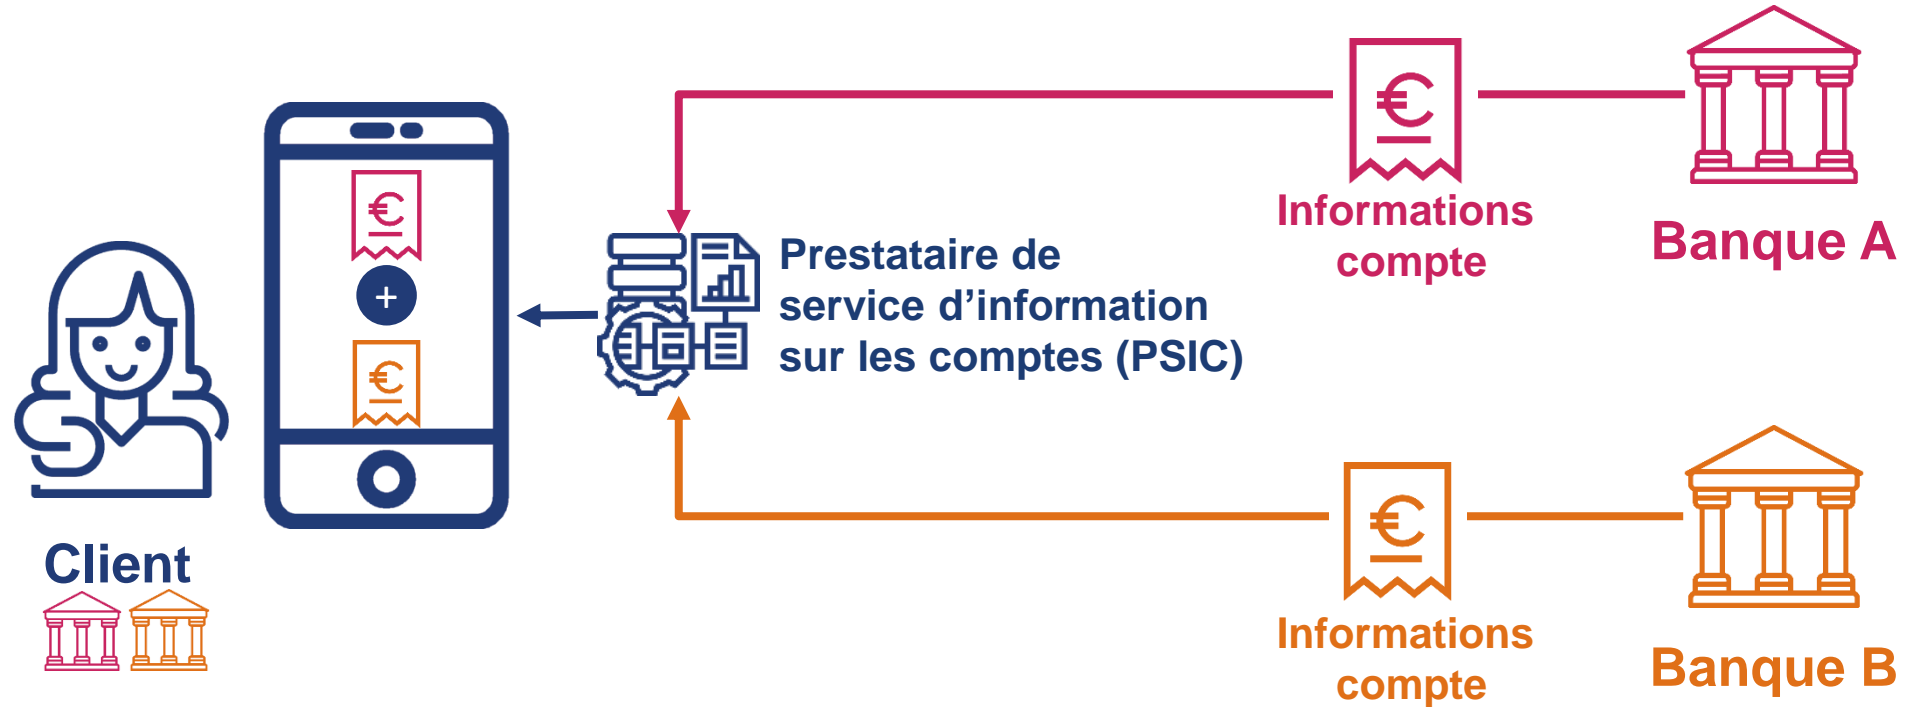 Informations
compte
Banque A
Prestataire de
service d’information
sur les comptes (PSIC)
Client
Informations
compte
Banque B